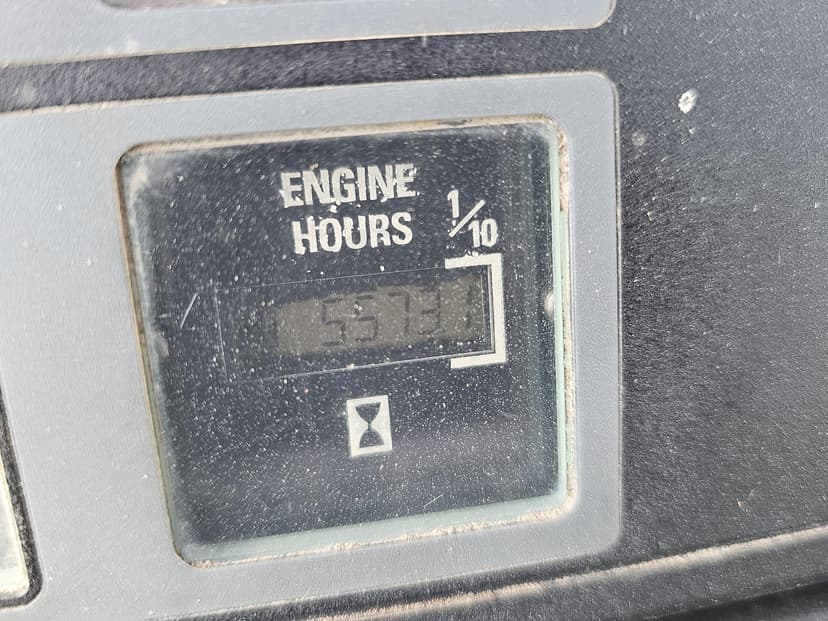 ENGINE
HOURS
1/10
5573